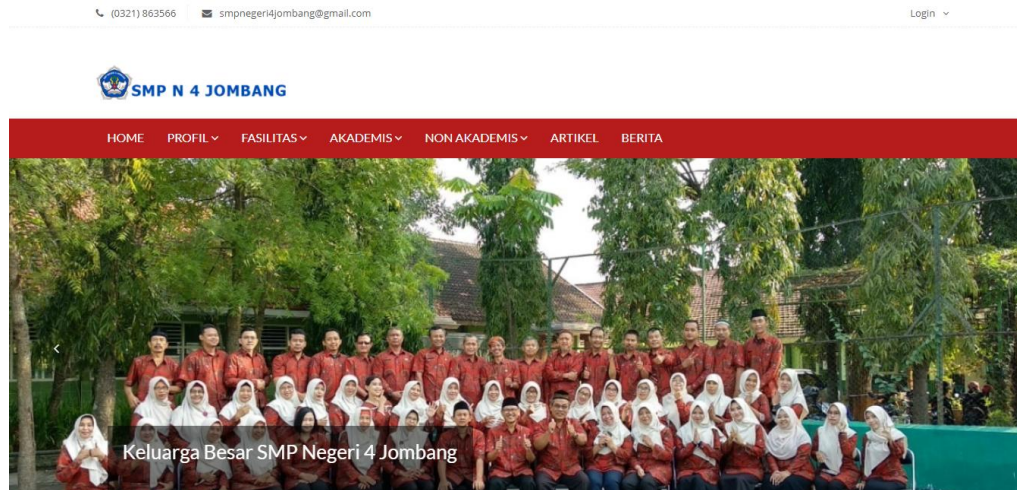 (0321) 863566 smpnegeri4jombang@gmail.com Login
SMP N 4 JOMBANG
HOME PROFIL FASILITAS AKADEMIS NON AKADEMIS ARTIKEL BERITA
Keluarga Besar SMP Negeri 4 Jombang